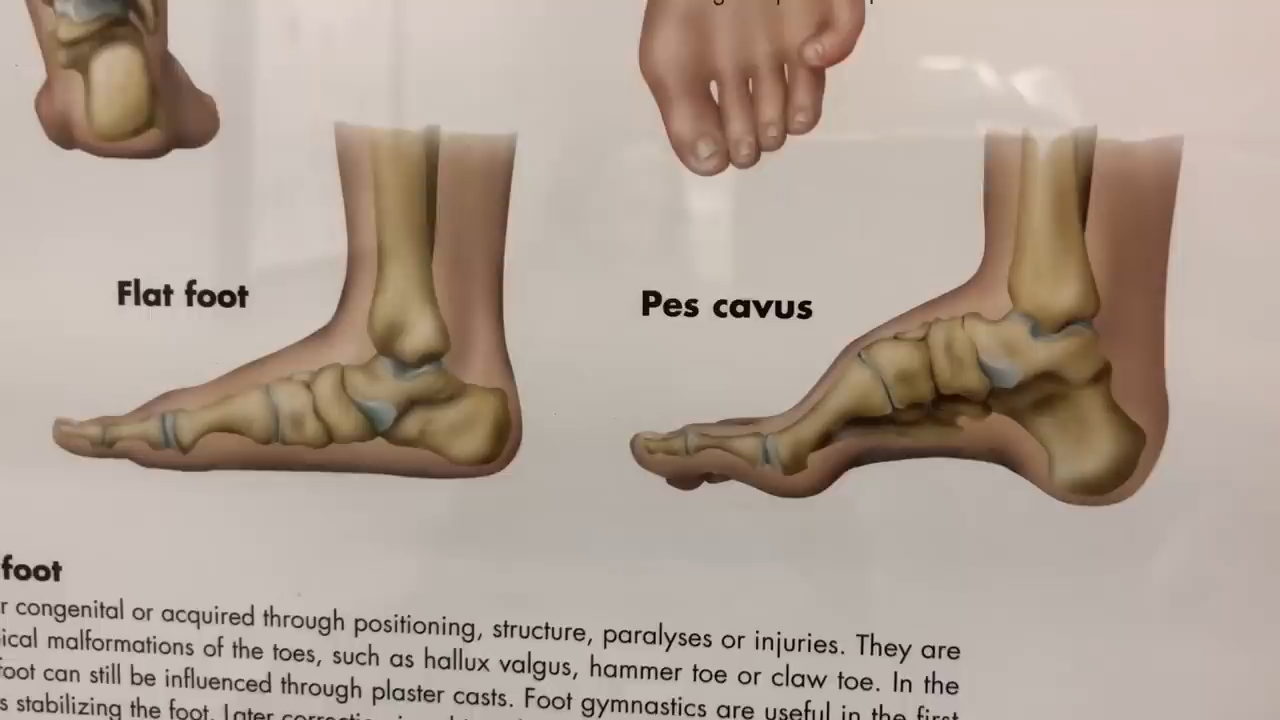 Flat foot
Pes cavus
foot
r congenital or acquired through positioning, structure, paralyses or injuries. They are
ical malformations of the toes, such as hallux valgus, hammer toe or claw toe. In the
foot can still be influenced through plaster casts. Foot gymnastics are useful in the first
s stabilizing the foot. Later